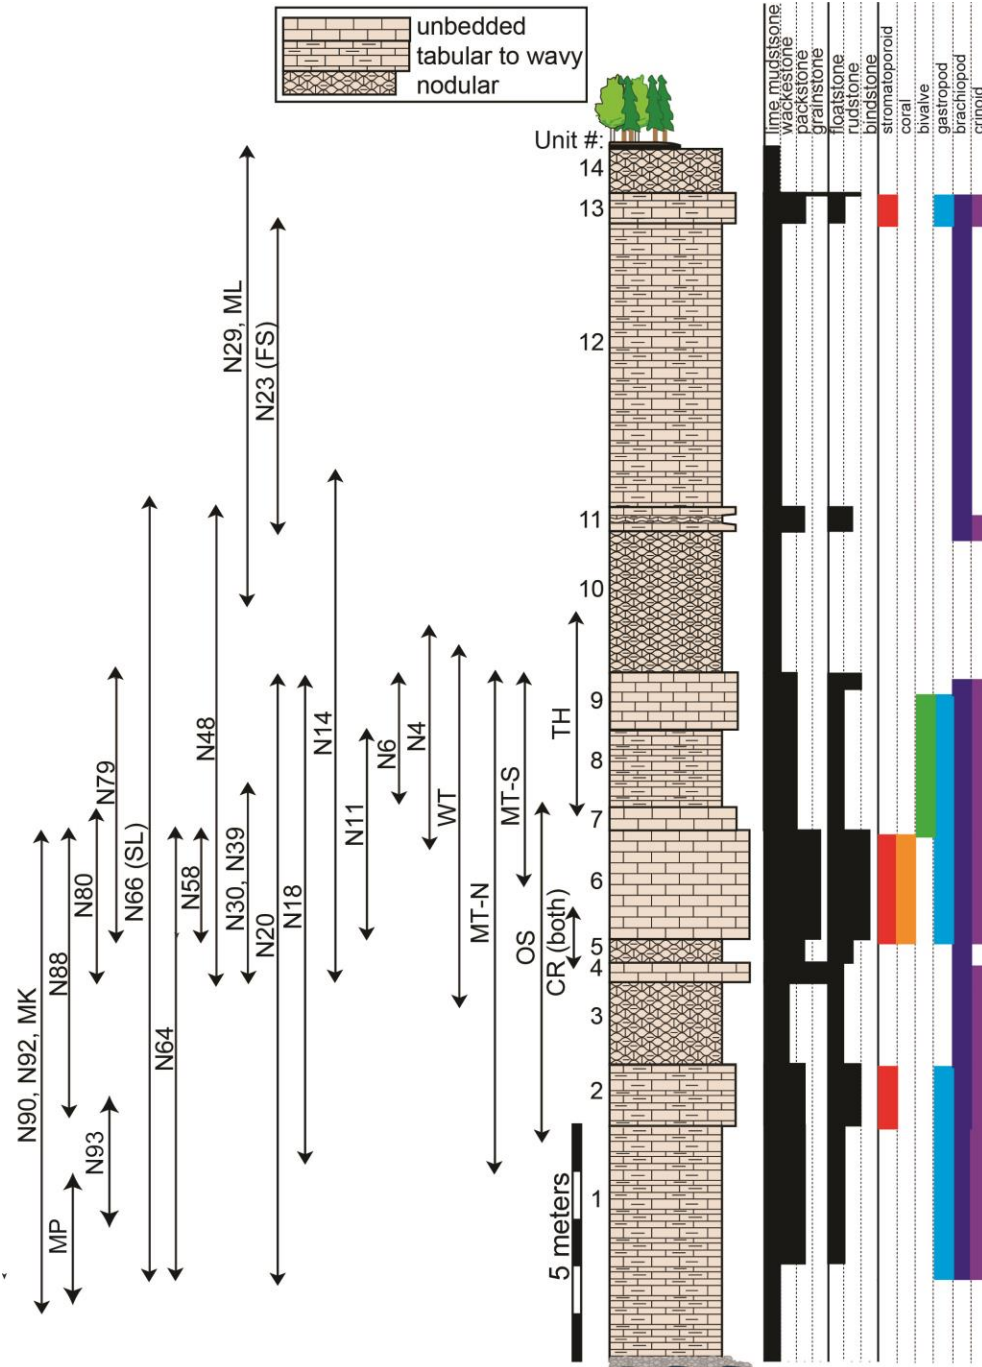 unbedded
tabular to wavy
nodular
Unit #:
14
13
12
11
10
9
8
7
6
5
4
3
2
1
5 meters
lime mudstsone
wackestone
packstone
grainstone
floatstone
rudstone
bindstone
stromatoporoid
coral
bivalve
gastropod
brachiopod
crinoid
N29, ML
N23 (FS)
N90, N92, MK
N88
MP
N80
N93
N79
N66 (SL)
N64
N58
N48
N30, N39
N20
N18
N14
N11
N6
N4
WT
MT-N
MT-S
OS
CR (both)
TH